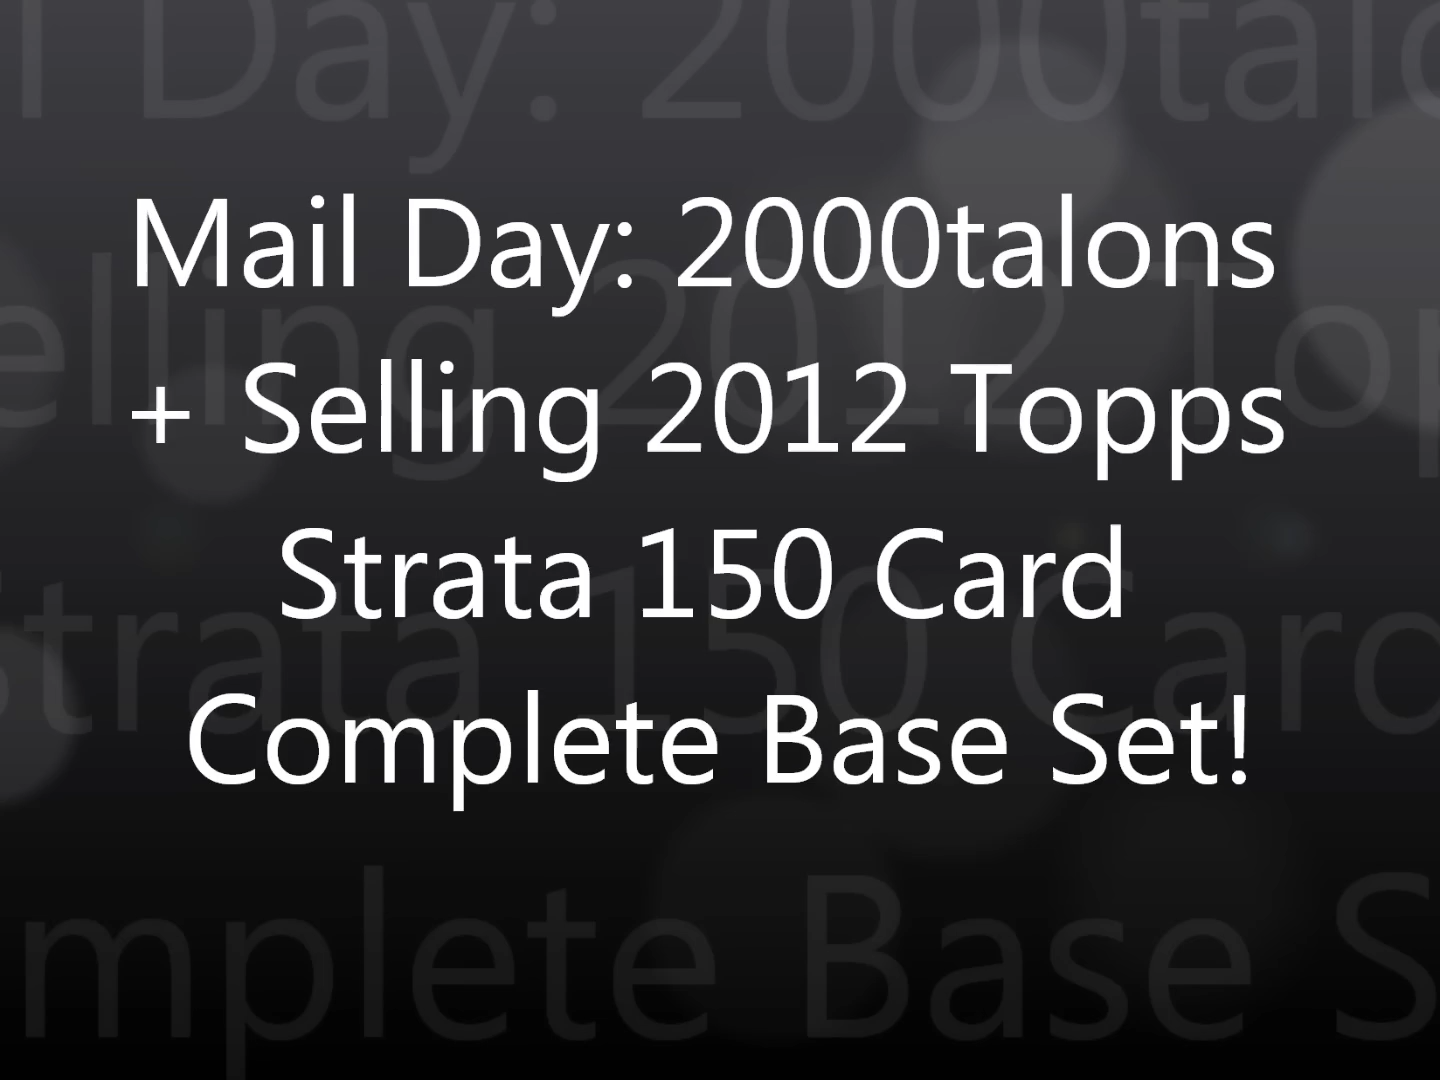 Mail Day: 2000talons
+ Selling 2012 Topps
Strata 150 Card
Complete Base Set!